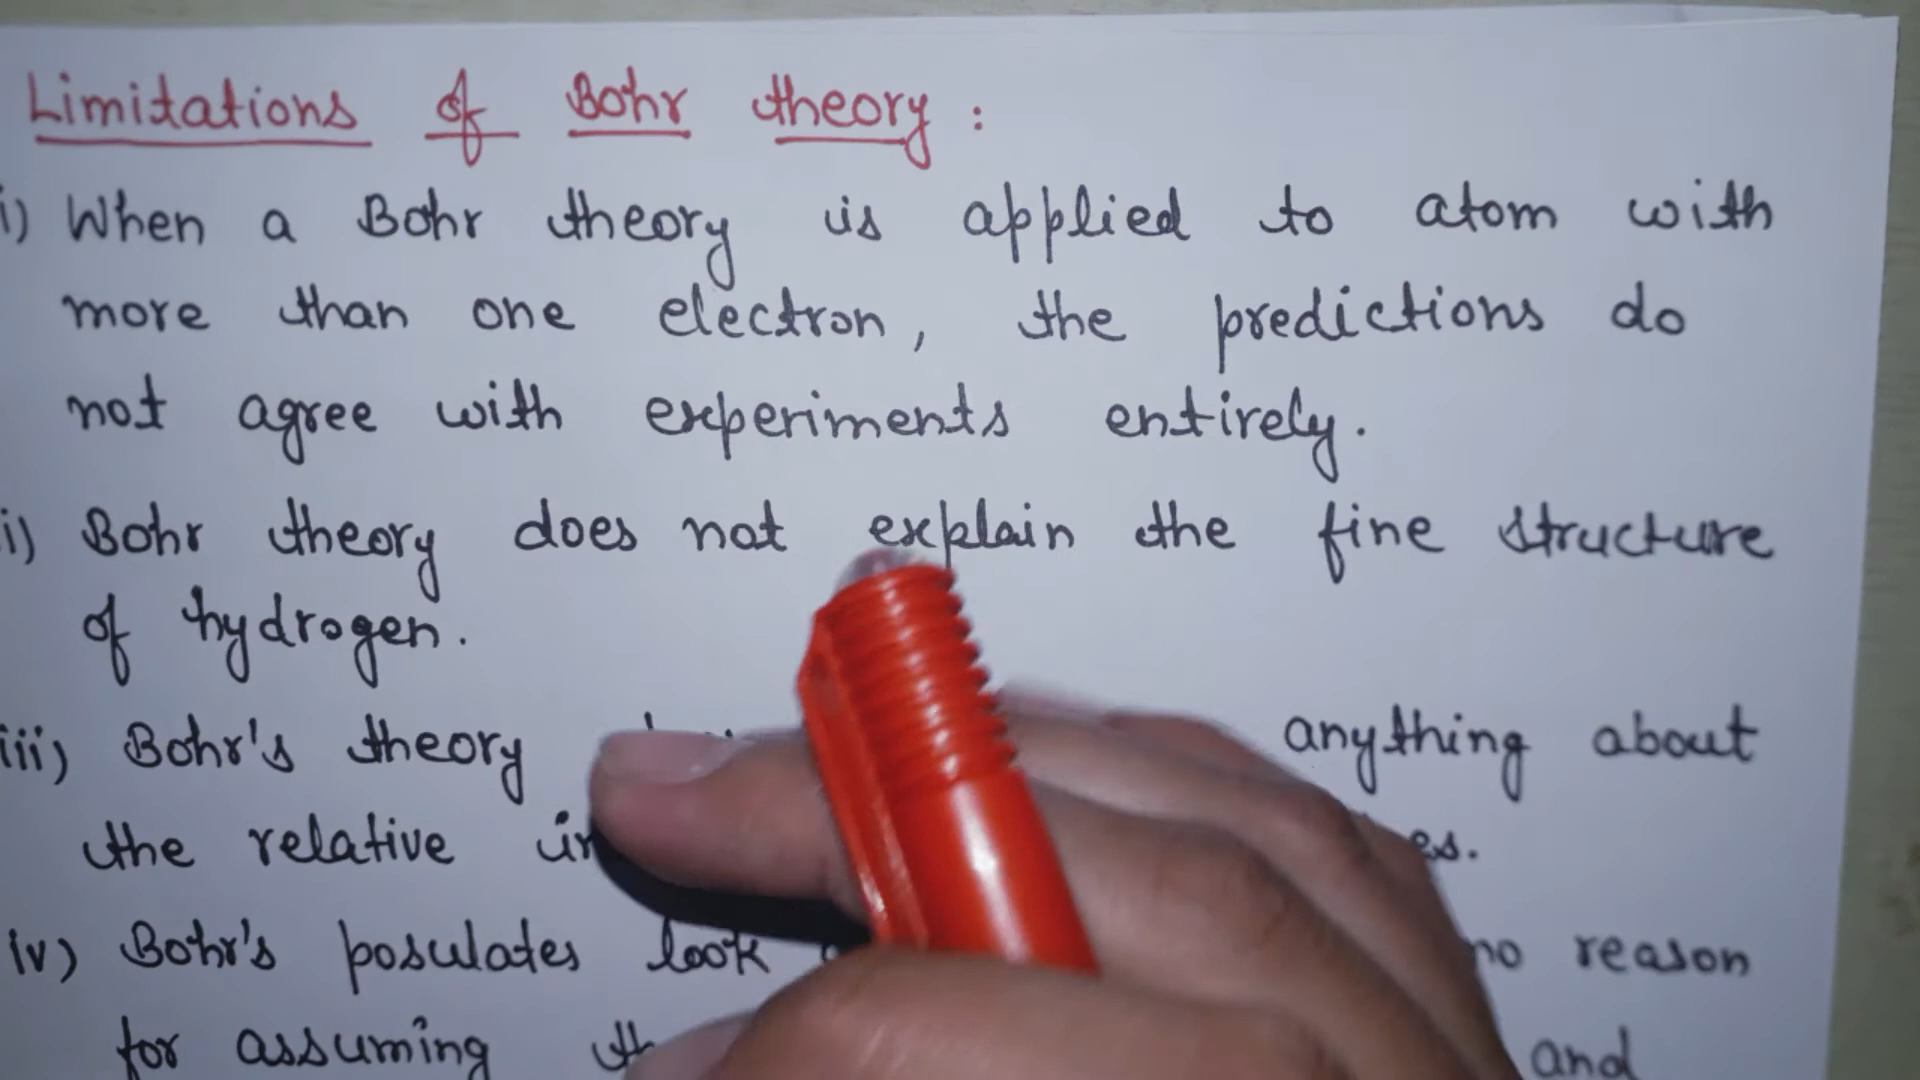 Limitations of Bohr theory :
i) When a Bohr theory is applied to atom with
more than one electron, the predictions do
not agree with experiments entirely.
i) Bohr theory does not explain the fine structure
of hydrogen.
iii) Bohr's theory anything about
the relative
iv) Bohr's posulates look no reason
for assuming and